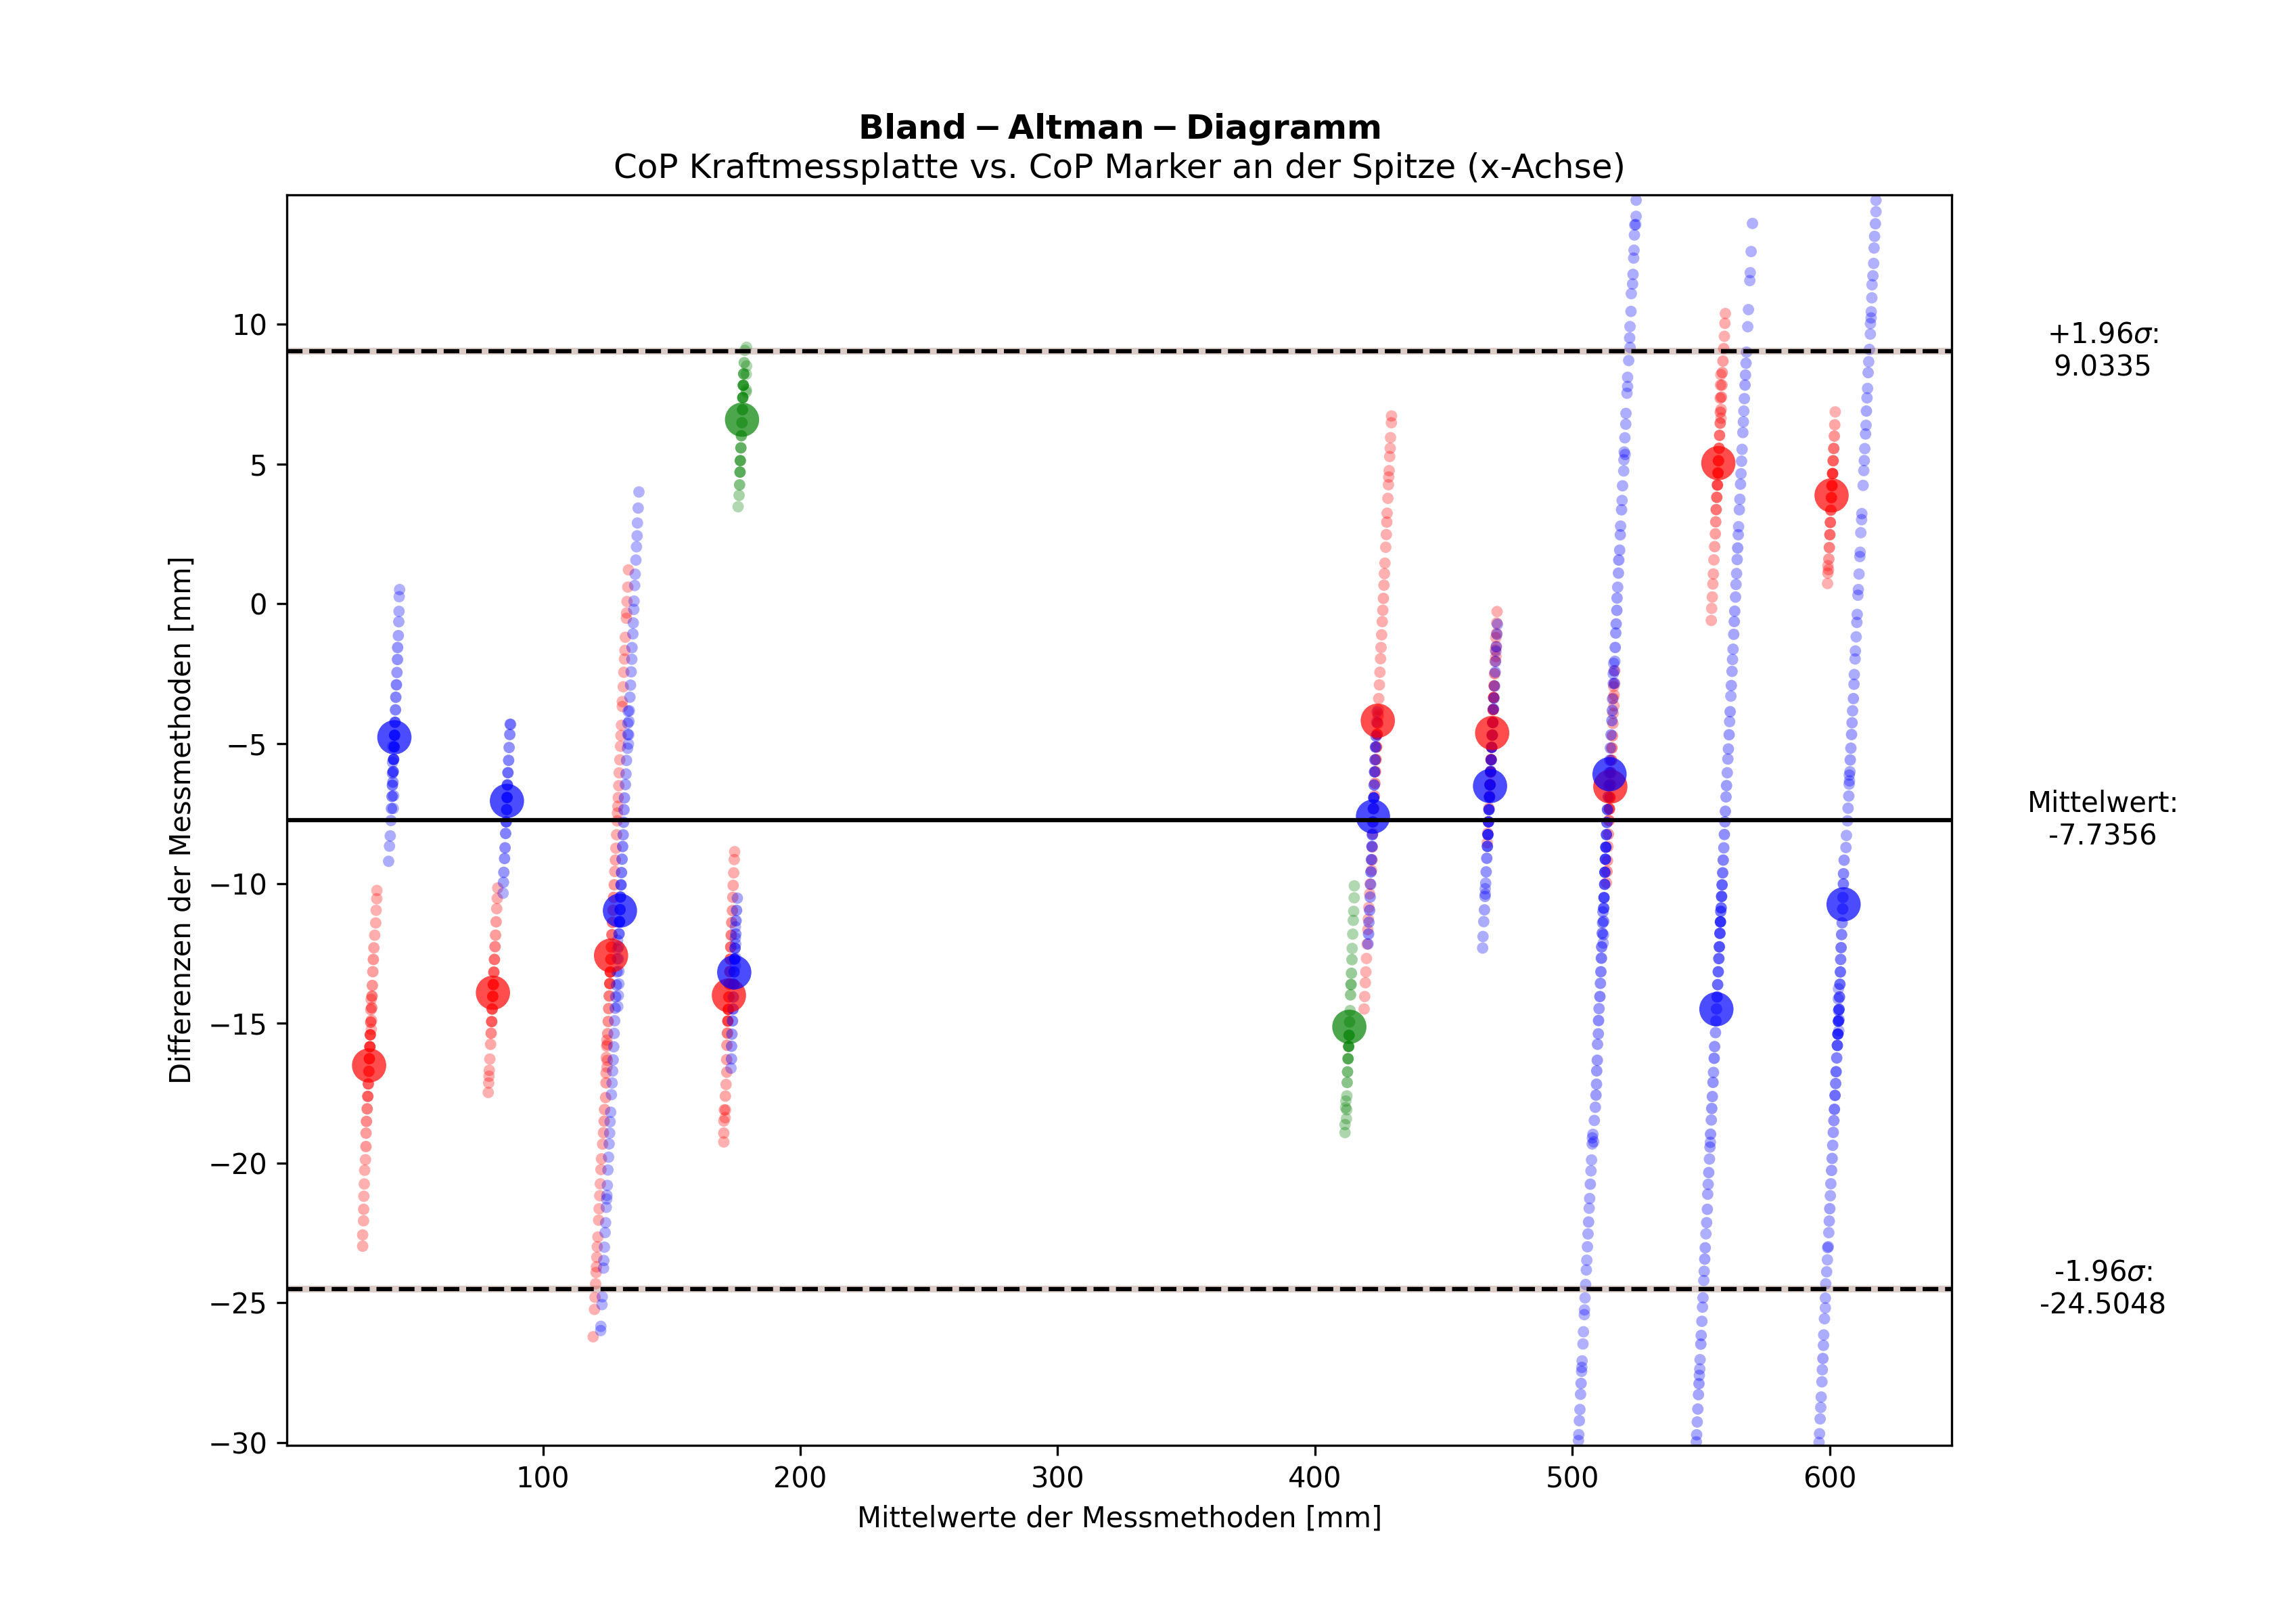 Bland − Altman − Diagramm
CoP Kraftmessplatte vs. CoP Marker an der Spitze (x-Achse)
Differenzen der Messmethoden [mm]
10
5
0
−5
−10
−15
−20
−25
−30
+1.96σ:
9.0335
Mittelwert:
-7.7356
-1.96σ:
-24.5048
100
200
300
400
500
600
Mittelwerte der Messmethoden [mm]